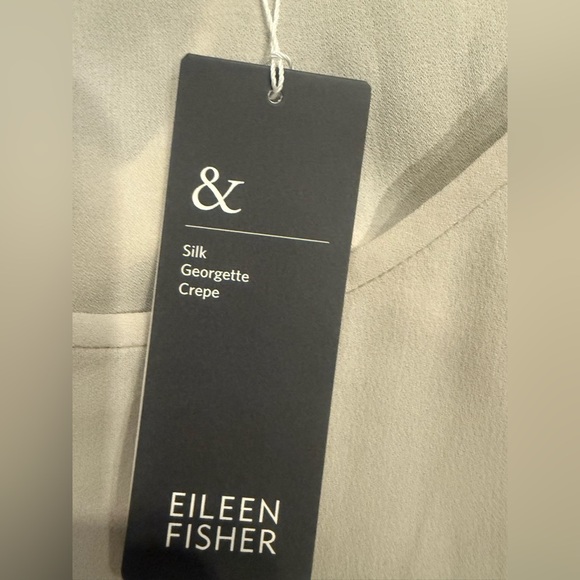 &
Silk
Georgette
Crepe
EILEEN
FISHER